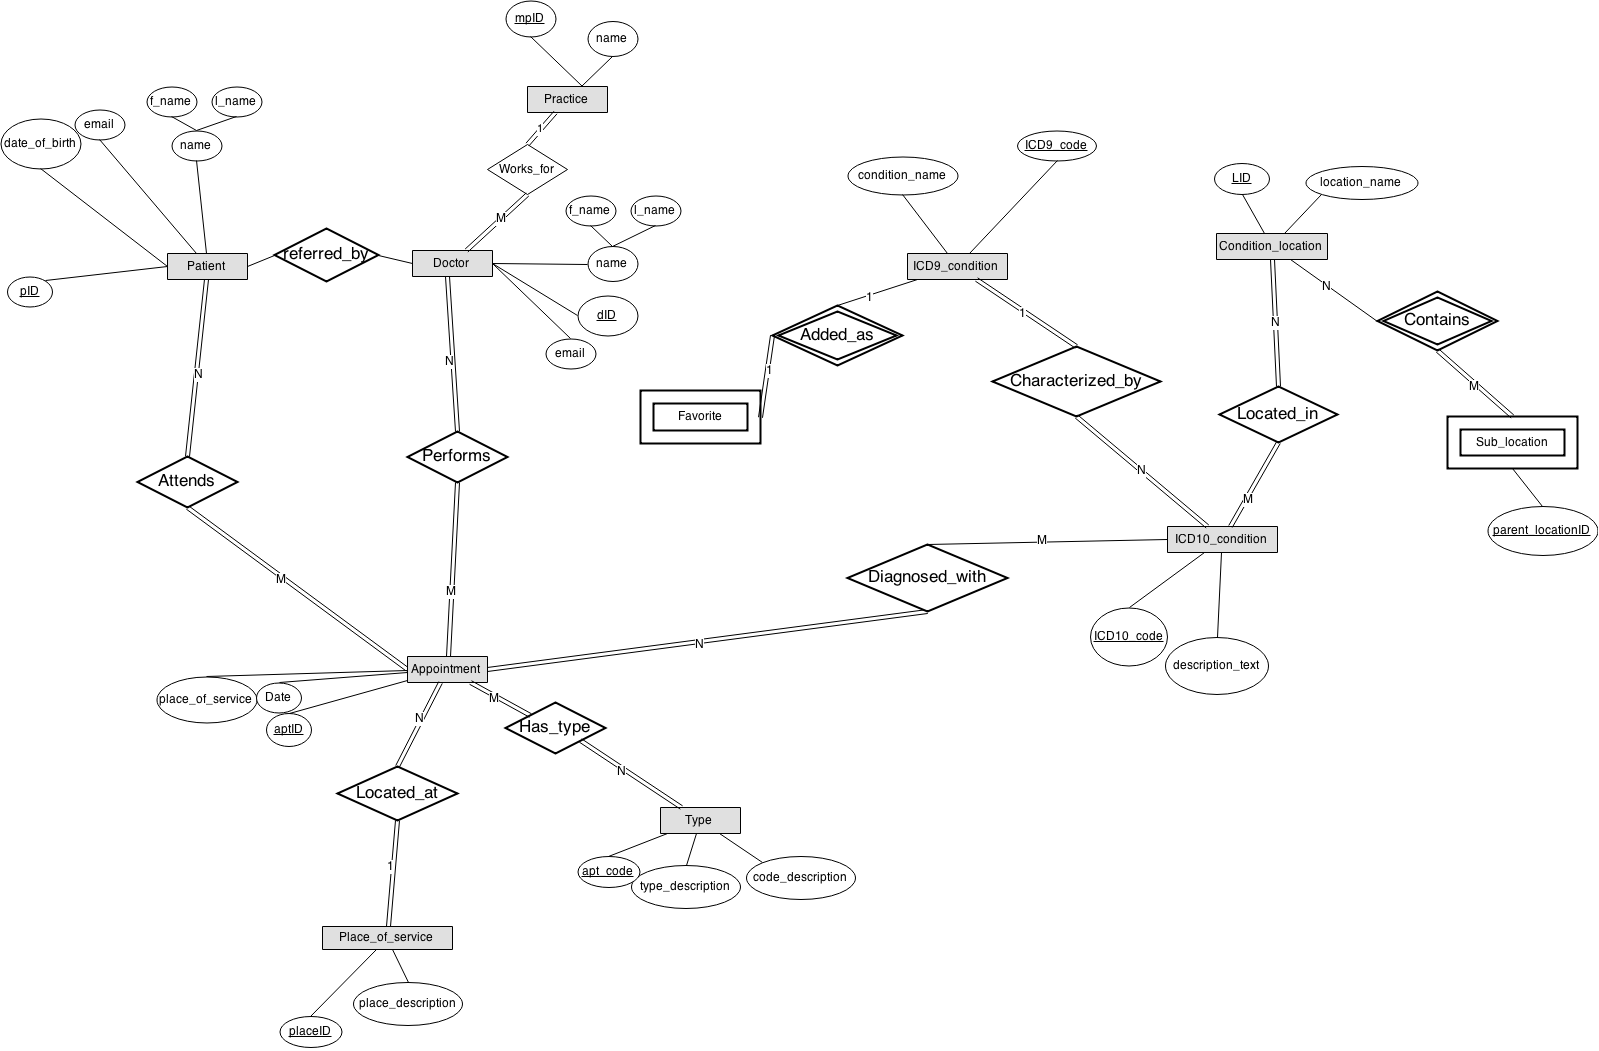 mpID
name
Practice
f_name
l_name
email
date_of_birth
name
1
Works_for
M
ICD9_code
condition_name
LID
location_name
f_name
l_name
name
Patient
referred_by
Doctor
ICD9_condition
Condition_location
pID
dID
email
1
Added_as
1
1
N
N
Contains
M
N
N
Favorite
Characterized_by
Located_in
Sub_location
Attends
Performs
N
M
parent_locationID
M
M
M
Diagnosed_with
ICD10_condition
N
ICD10_code
description_text
Appointment
place_of_service
Date
aptID
N
M
Has_type
N
Located_at
Type
1
apt_code
type_description
code_description
Place_of_service
placeID
place_description